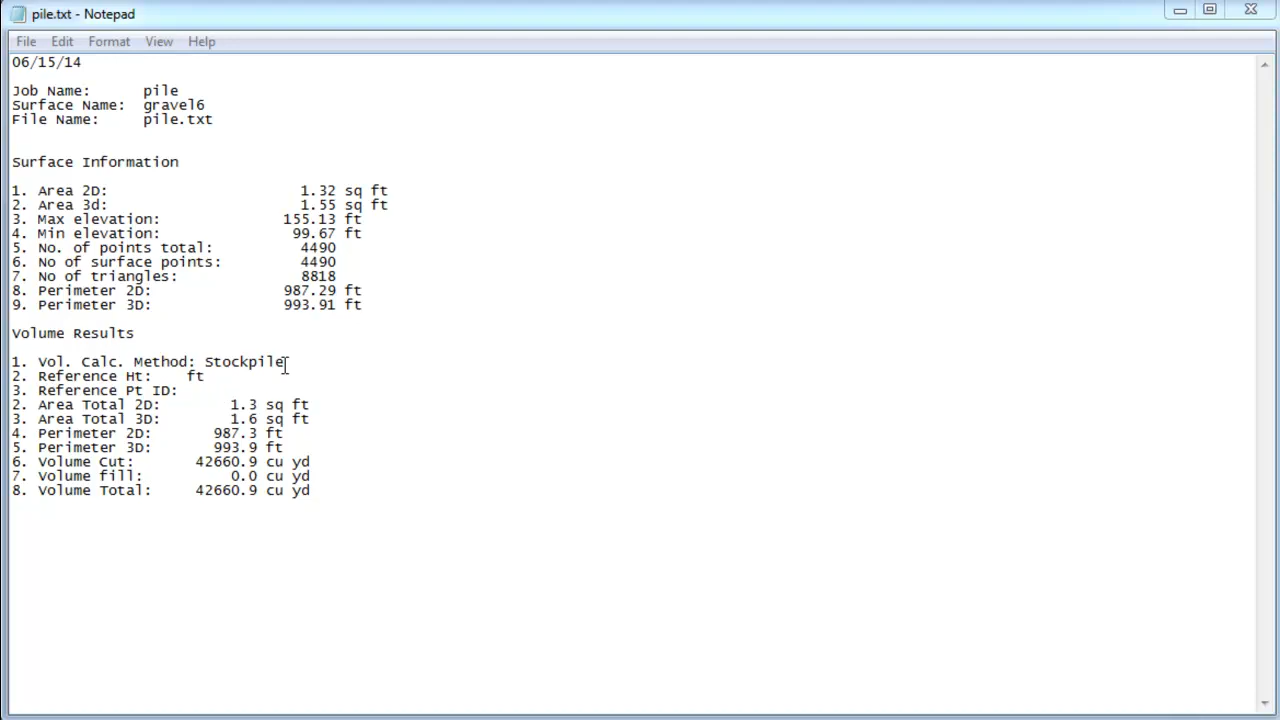 pile.txt - Notepad
File Edit Format View Help
06/15/14
Job Name: pile
Surface Name: gravel6
File Name: pile.txt
Surface Information
1. Area 2D: 1.32 sq ft
2. Area 3d: 1.55 sq ft
3. Max elevation: 155.13 ft
4. Min elevation: 99.67 ft
5. No. of points total: 4490
6. No of surface points: 4490
7. No of triangles: 8818
8. Perimeter 2D: 987.29 ft
9. Perimeter 3D: 993.91 ft
Volume Results
1. Vol. Calc. Method: Stockpile
2. Reference Ht: ft
3. Reference Pt ID:
2. Area Total 2D: 1.3 sq ft
3. Area Total 3D: 1.6 sq ft
4. Perimeter 2D: 987.3 ft
5. Perimeter 3D: 993.9 ft
6. Volume Cut: 42660.9 cu yd
7. Volume fill: 0.0 cu yd
8. Volume Total: 42660.9 cu yd